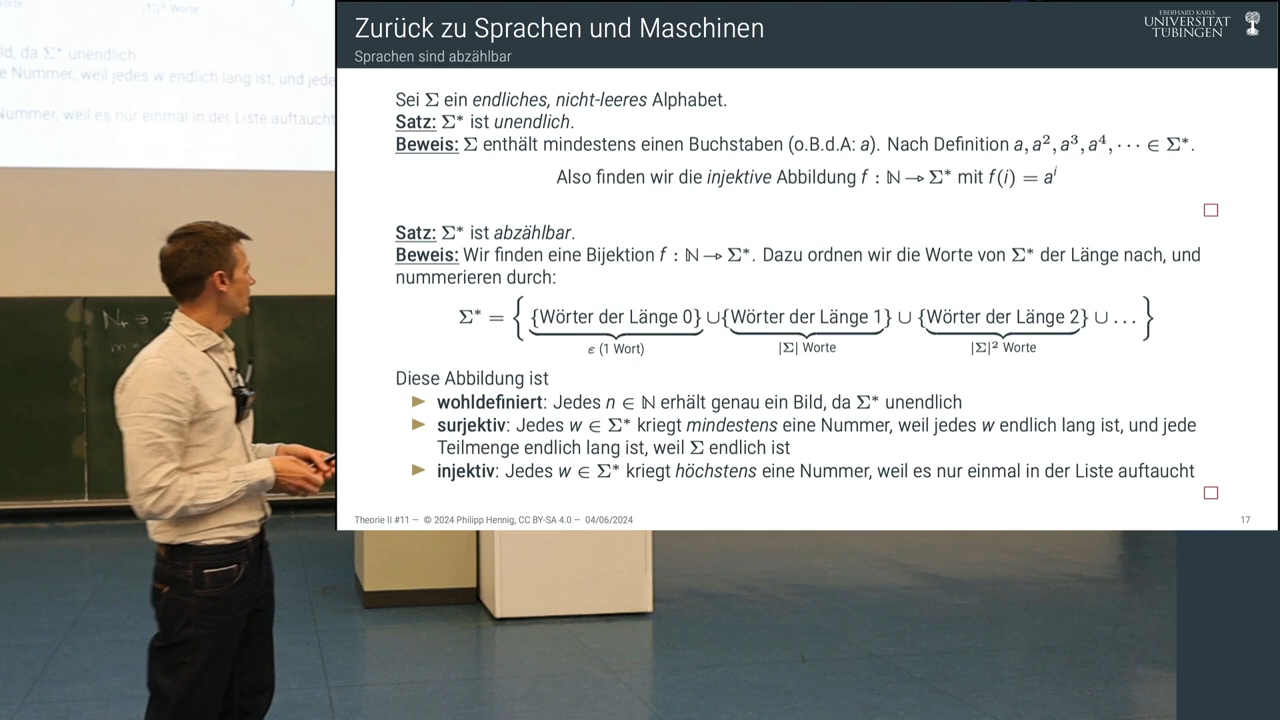 orte
|Σ|² Worte
ld, da Σ* unendlich
e Nummer, weil jedes w endlich lang ist, und jede
Nummer, weil es nur einmal in der Liste auftaucht
Zurück zu Sprachen und Maschinen
Sprachen sind abzählbar
EBERHARD KARLS
UNIVERSITAT
TUBINGEN
Sei Σ ein endliches, nicht-leeres Alphabet.
Satz: Σ* ist unendlich.
Beweis: Σ enthält mindestens einen Buchstaben (o.B.d.A: a). Nach Definition a, a², a³, a⁴, ··· ∈ Σ*.
Also finden wir die injektive Abbildung f : ℕ → Σ* mit f(i) = aⁱ
□
Satz: Σ* ist abzählbar.
Beweis: Wir finden eine Bijektion f : ℕ → Σ*. Dazu ordnen wir die Worte von Σ* der Länge nach, und
nummerieren durch:
Σ* = { {Wörter der Länge 0} ∪ {Wörter der Länge 1} ∪ {Wörter der Länge 2} ∪ ... }
ε (1 Wort) |Σ| Worte |Σ|² Worte
Diese Abbildung ist
► wohldefiniert: Jedes n ∈ ℕ erhält genau ein Bild, da Σ* unendlich
► surjektiv: Jedes w ∈ Σ* kriegt mindestens eine Nummer, weil jedes w endlich lang ist, und jede
Teilmenge endlich lang ist, weil Σ endlich ist
► injektiv: Jedes w ∈ Σ* kriegt höchstens eine Nummer, weil es nur einmal in der Liste auftaucht
□
Theorie II #11 — © 2024 Philipp Hennig, CC BY-SA 4.0 — 04/06/2024
17